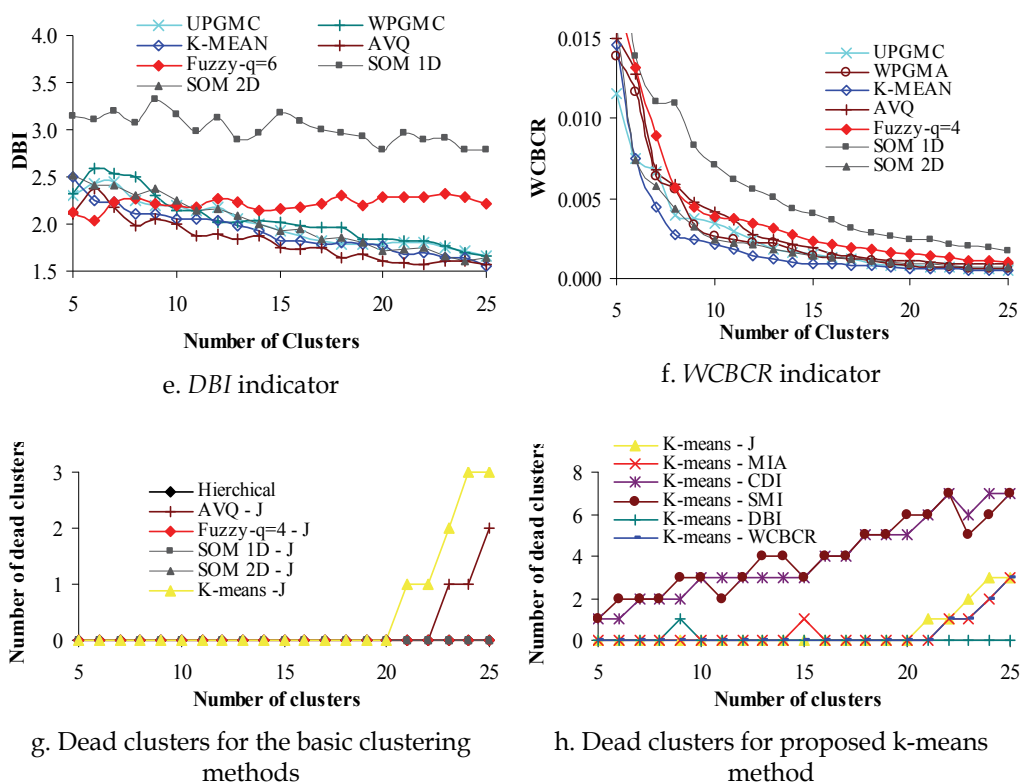 UPGMC
WPGMC
K-MEAN
AVQ
Fuzzy-q=6
SOM 1D
SOM 2D
4.0
3.5
3.0
2.5
2.0
1.5
DBI
5
10
15
20
25
Number of Clusters
e. DBI indicator
0.015
0.010
0.005
0.000
WCBCR
UPGMC
WPGMA
K-MEAN
AVQ
Fuzzy-q=4
SOM 1D
SOM 2D
5
10
15
20
25
Number of Clusters
f. WCBCR indicator
Number of dead clusters
3
2
1
0
Hierchical
AVQ - J
Fuzzy-q=4 - J
SOM 1D - J
SOM 2D - J
K-means -J
5
10
15
20
25
Number of clusters
g. Dead clusters for the basic clustering
methods
Number of dead clusters
K-means - J
K-means - MIA
K-means - CDI
K-means - SMI
K-means - DBI
K-means - WCBCR
8
6
4
2
0
5
10
15
20
25
Number of clusters
h. Dead clusters for proposed k-means
method